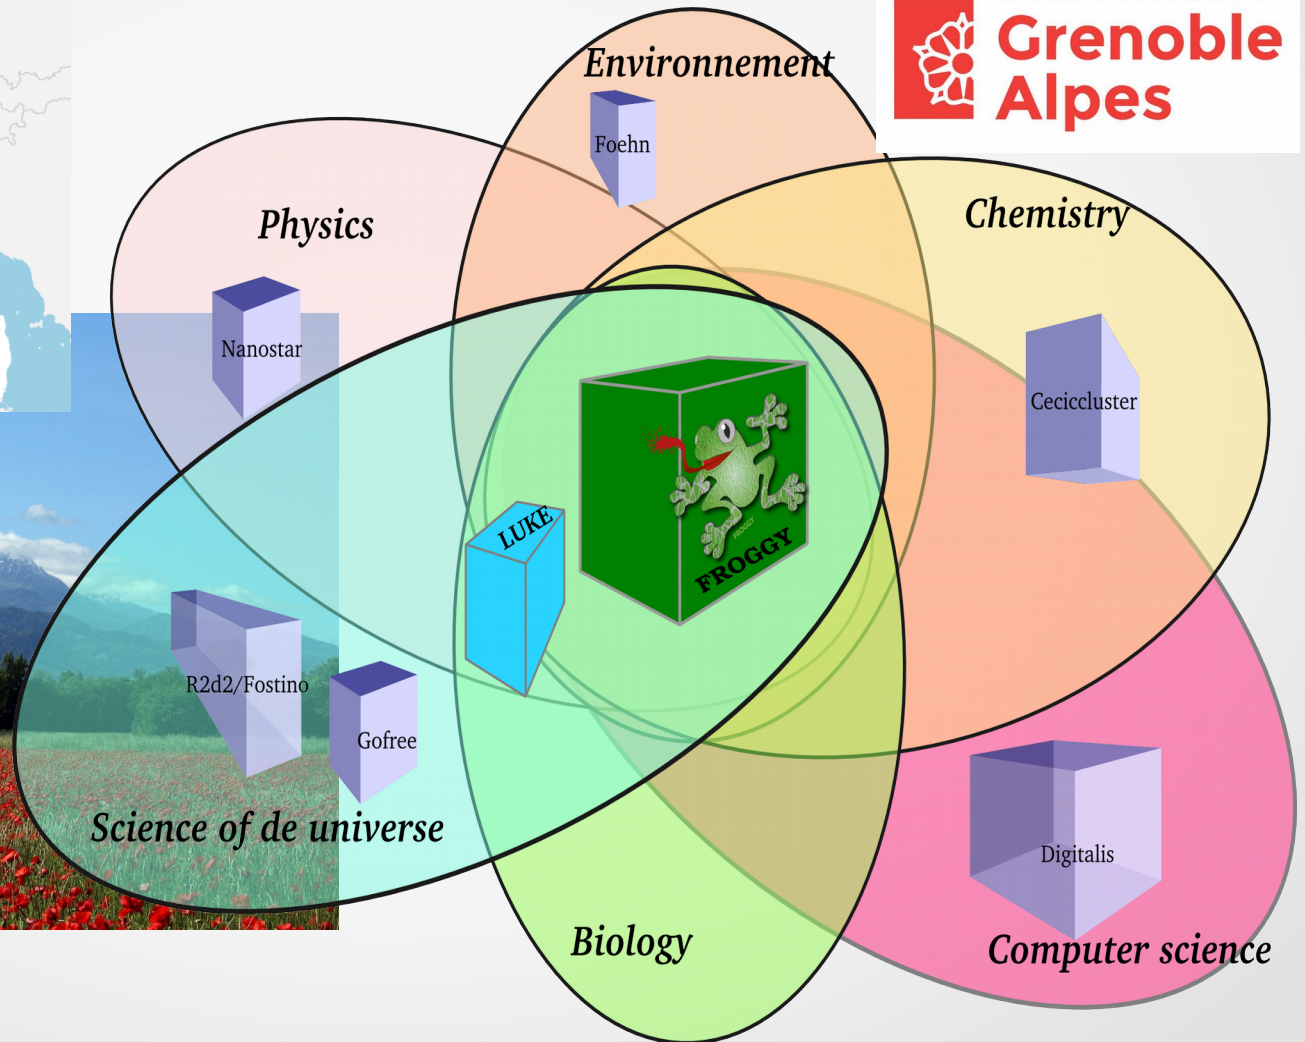 Grenoble
Alpes
Environnement
Foehn
Physics
Chemistry
Nanostar
Ceciccluster
FROGGY
FROGGY
LUKE
R2d2/Fostino
Gofree
Science of de universe
Digitalis
Biology
Computer science